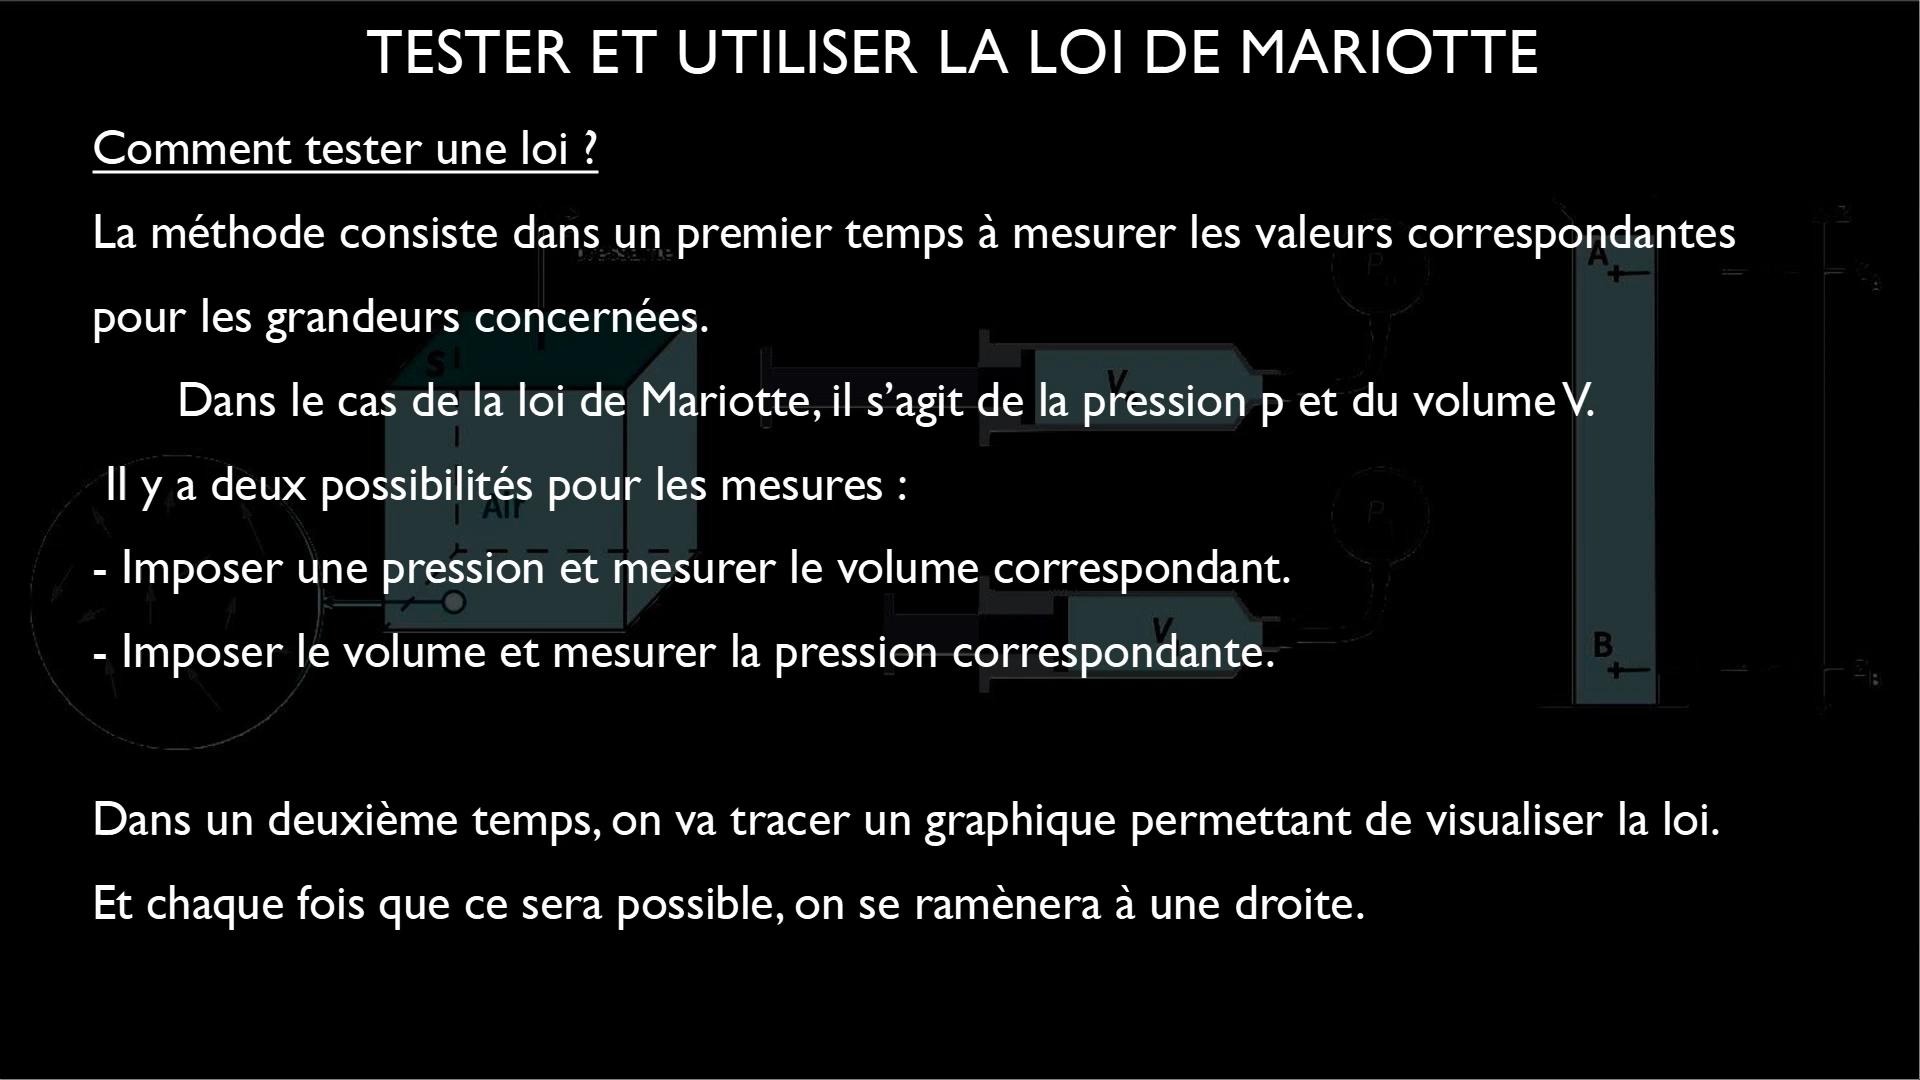 TESTER ET UTILISER LA LOI DE MARIOTTE
Comment tester une loi ?
La méthode consiste dans un premier temps à mesurer les valeurs correspondantes
pour les grandeurs concernées.
Dans le cas de la loi de Mariotte, il s’agit de la pression p et du volume V.
Il y a deux possibilités pour les mesures :
- Imposer une pression et mesurer le volume correspondant.
- Imposer le volume et mesurer la pression correspondante.
Dans un deuxième temps, on va tracer un graphique permettant de visualiser la loi.
Et chaque fois que ce sera possible, on se ramènera à une droite.
S
Air
V
P
V
P
A
B